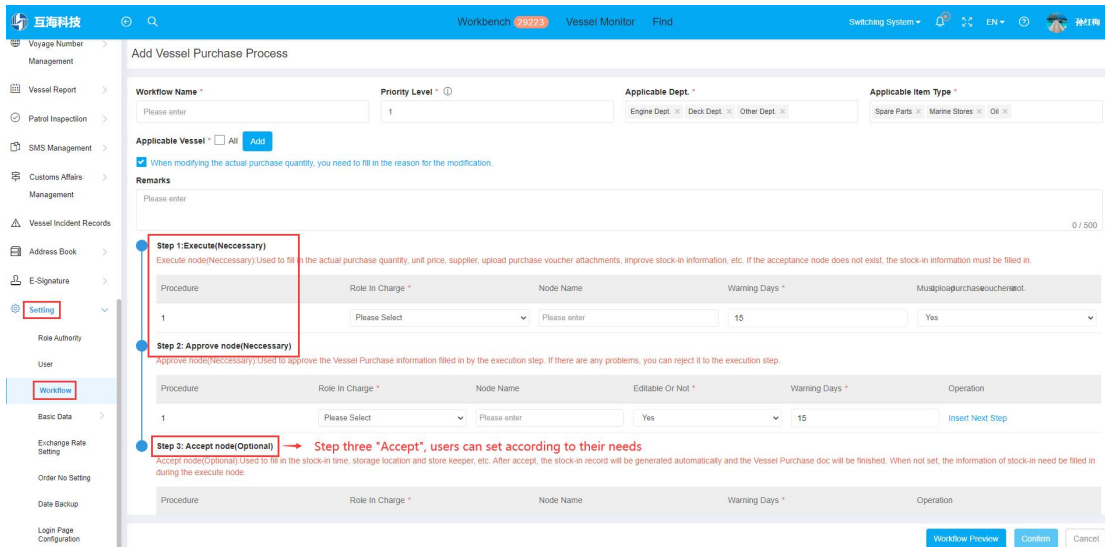 互海科技
Workbench 29223 Vessel Monitor Find
Switching System EN 孙红梅
Voyage Number
Management
Vessel Report
Patrol Inspectiion
SMS Management
Customs Affairs
Management
Vessel Incident Records
Address Book
E-Signature
Setting
Role Authority
User
Workflow
Basic Data
Exchange Rate
Setting
Order No Setting
Date Backup
Login Page
Configuration
Add Vessel Purchase Process
Workflow Name * Priority Level * Applicable Dept. * Applicable Item Type *
Please enter 1 Engine Dept. × Deck Dept. × Other Dept. × Spare Parts × Marine Stores × Oil ×
Applicable Vessel * All Add
When modifying the actual purchase quantity, you need to fill in the reason for the modification.
Remarks
Please enter
0 / 500
Step 1:Execute(Neccessary)
Execute node(Neccessary):Used to fill in the actual purchase quantity, unit price, supplier, upload purchase voucher attachments, improve stock-in information, etc. If the acceptance node does not exist, the stock-in information must be filled in.
Procedure Role In Charge * Node Name Warning Days *
1 Please Select Please enter 15 Yes
Step 2: Approve node(Neccessary)
Approve node(Neccessary):Used to approve the Vessel Purchase information filled in by the execution step. If there are any problems, you can reject it to the execution step.
Procedure Role In Charge * Node Name Editable Or Not * Warning Days * Operation
1 Please Select Please enter Yes 15 Insert Next Step
Step 3: Accept node(Optional) Step three "Accept", users can set according to their needs
Accept node(Optional):Used to fill in the stock-in time, storage location and store keeper, etc. After accept, the stock-in record will be generated automatically and the Vessel Purchase doc will be finished. When not set, the information of stock-in need be filled in
during the execute node.
Procedure Role In Charge * Node Name Warning Days * Operation
Workflow Preview Confirm Cancel